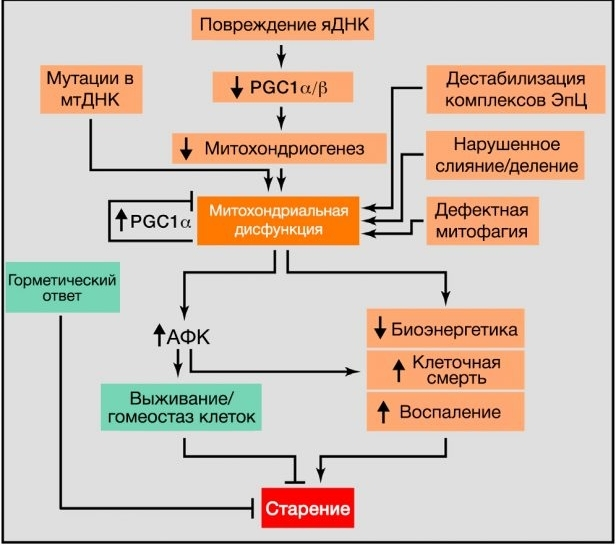 Повреждение яДНК
Мутации в
мтДНК
↓ PGC1α/β
Дестабилизация
комплексов ЭпЦ
↓ Митохондриогенез
Нарушенное
слияние/деление
↑ PGC1α
Митохондриальная
дисфункция
Дефектная
митофагия
Горметический
ответ
↑АФК
↓ Биоэнергетика
↑ Клеточная
смерть
↑ Воспаление
Выживание/
гомеостаз клеток
Старение